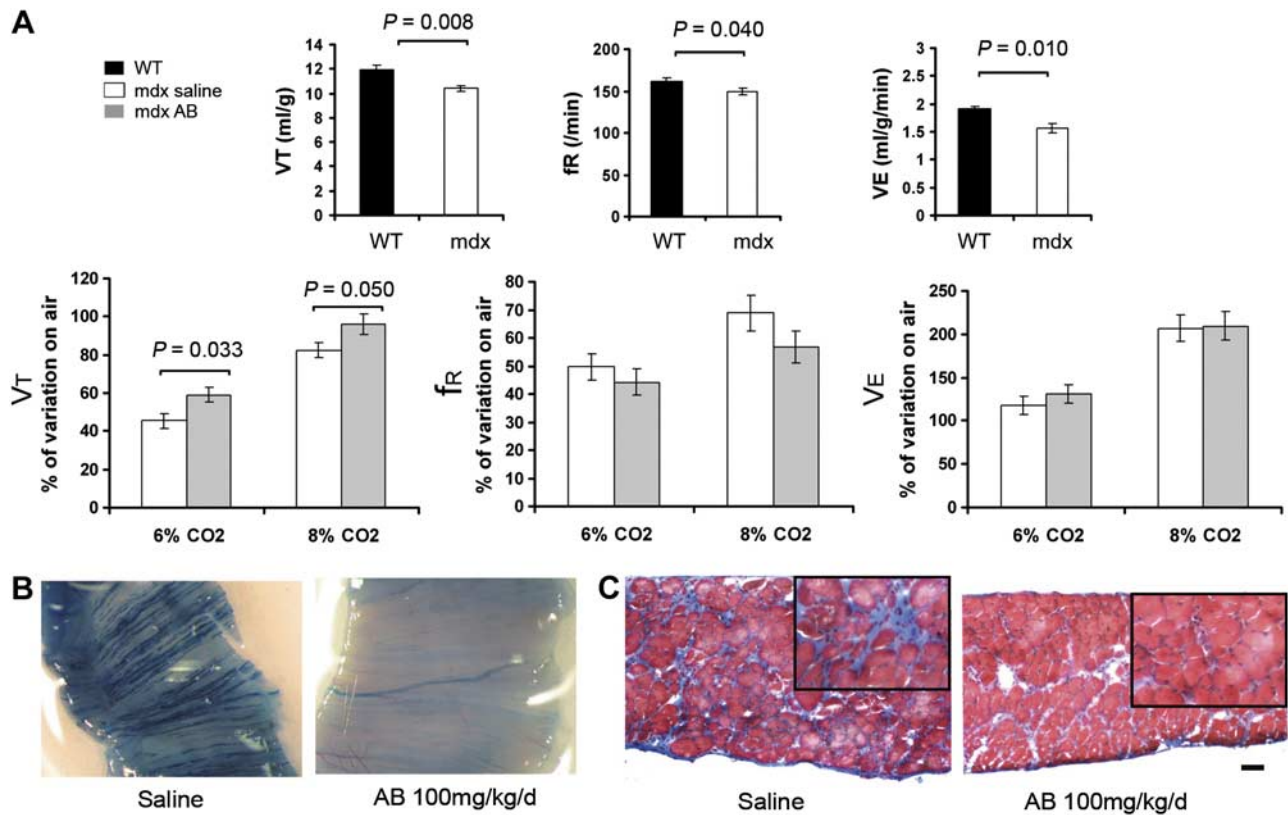 A
WT
mdx saline
mdx AB
P = 0.008
VT (ml/g)
14
12
10
8
6
4
2
0
WT mdx
P = 0.040
fR (/min)
200
150
100
50
0
WT mdx
P = 0.010
VE (ml/g/min)
3
2.5
2
1.5
1
0.5
0
WT mdx
VT
% of variation on air
120
100
80
60
40
20
0
P = 0.033
P = 0.050
6% CO2 8% CO2
fR
% of variation on air
80
70
60
50
40
30
20
10
0
6% CO2 8% CO2
VE
% of variation on air
250
200
150
100
50
0
6% CO2 8% CO2
B
Saline
AB 100mg/kg/d
C
Saline
AB 100mg/kg/d